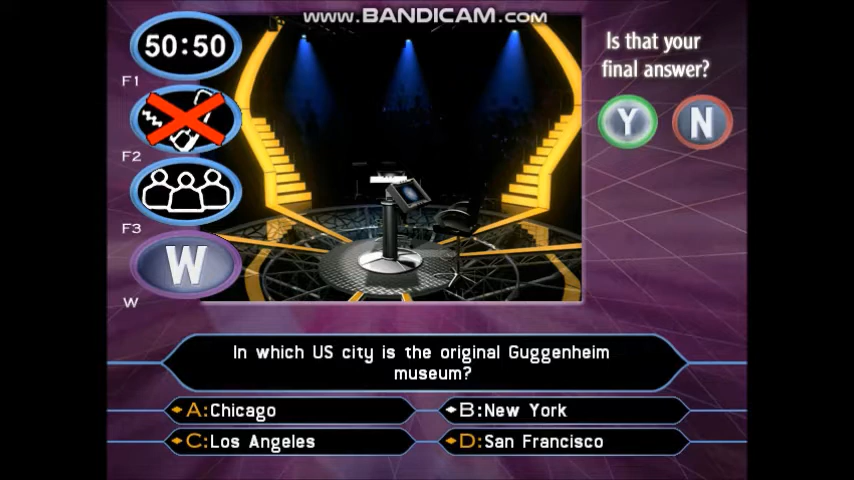 www.BANDICAM.com
50:50
F1
F2
F3
W
W
Is that your
final answer?
Y N
In which US city is the original Guggenheim
museum?
A:Chicago
B:New York
C:Los Angeles
D:San Francisco